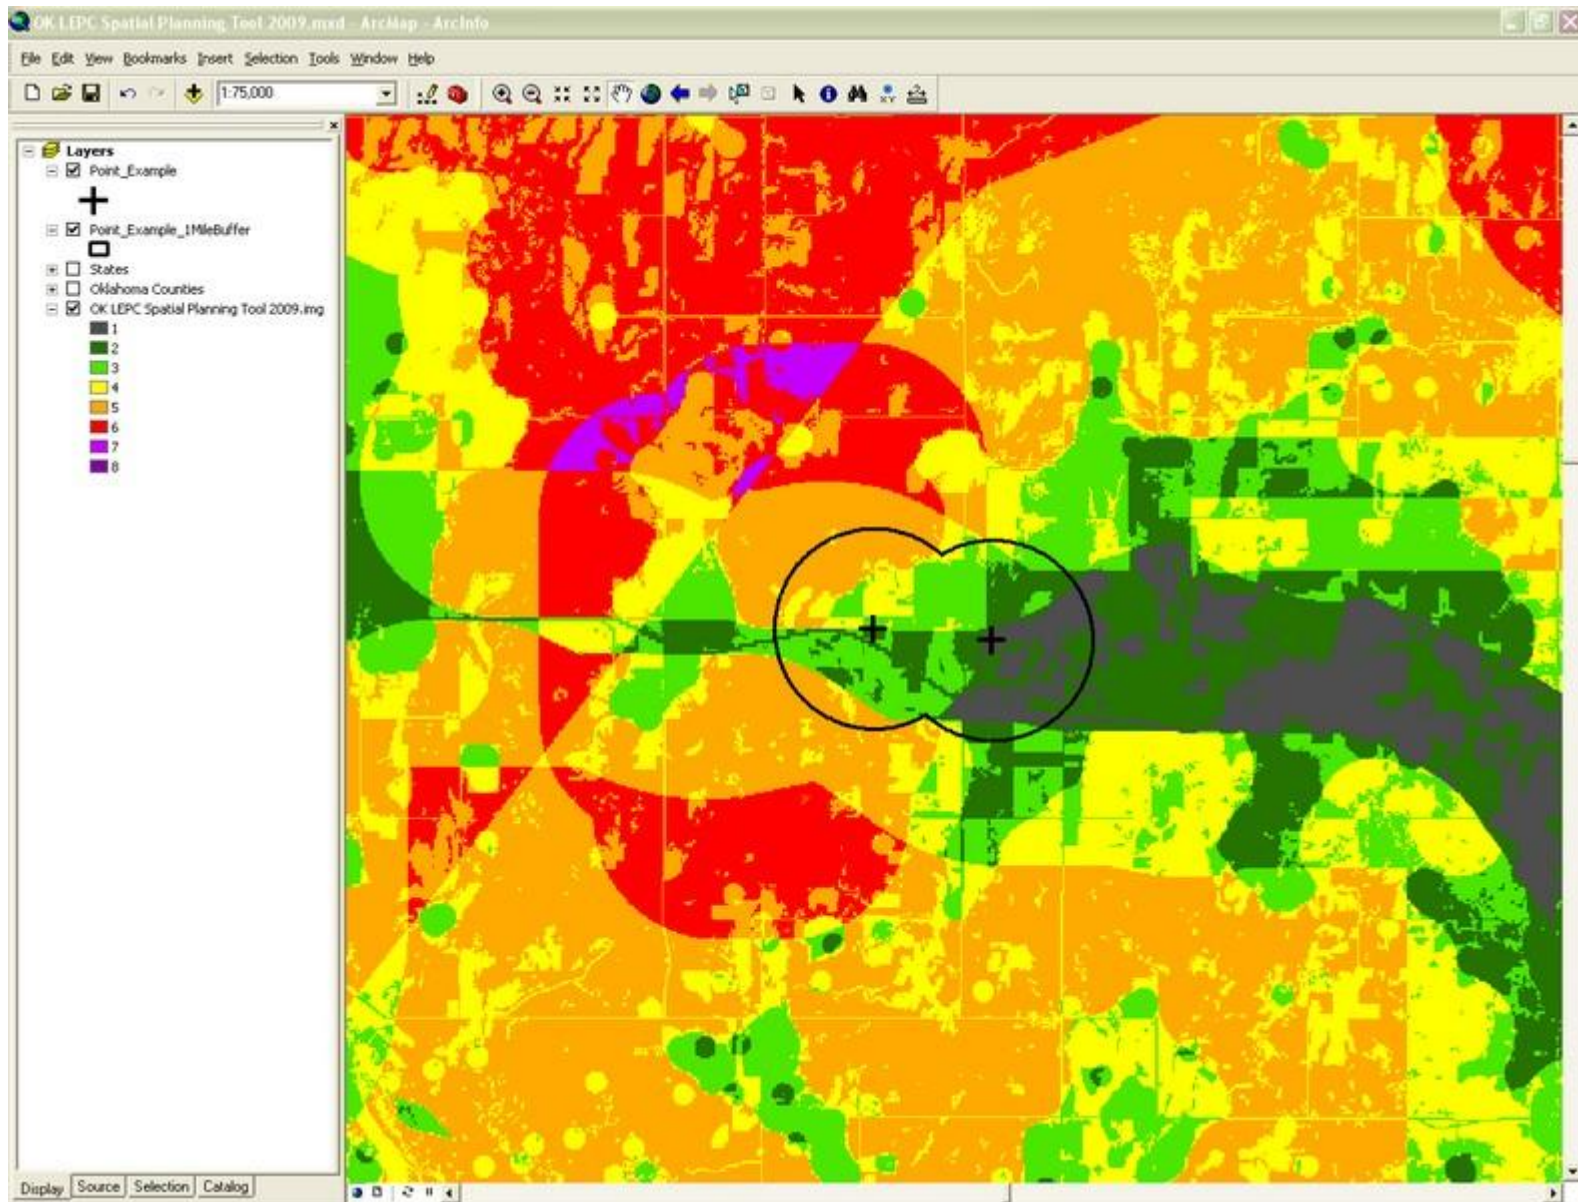 OK LEPC Spatial Planning Tool 2009.mxd - ArcMap - ArcInfo
File Edit View Bookmarks Insert Selection Tools Window Help
1:75,000
Layers
Point_Example
Point_Example_1MileBuffer
States
Oklahoma Counties
OK LEPC Spatial Planning Tool 2009.img
1
2
3
4
5
6
7
8
Display Source Selection Catalog